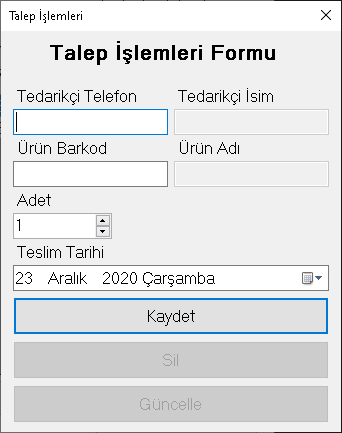 Talep İşlemleri
Talep İşlemleri Formu
Tedarikçi Telefon Tedarikçi İsim
Ürün Barkod Ürün Adı
Adet
1
Teslim Tarihi
23 Aralık 2020 Çarşamba
Kaydet
Sil
Güncelle